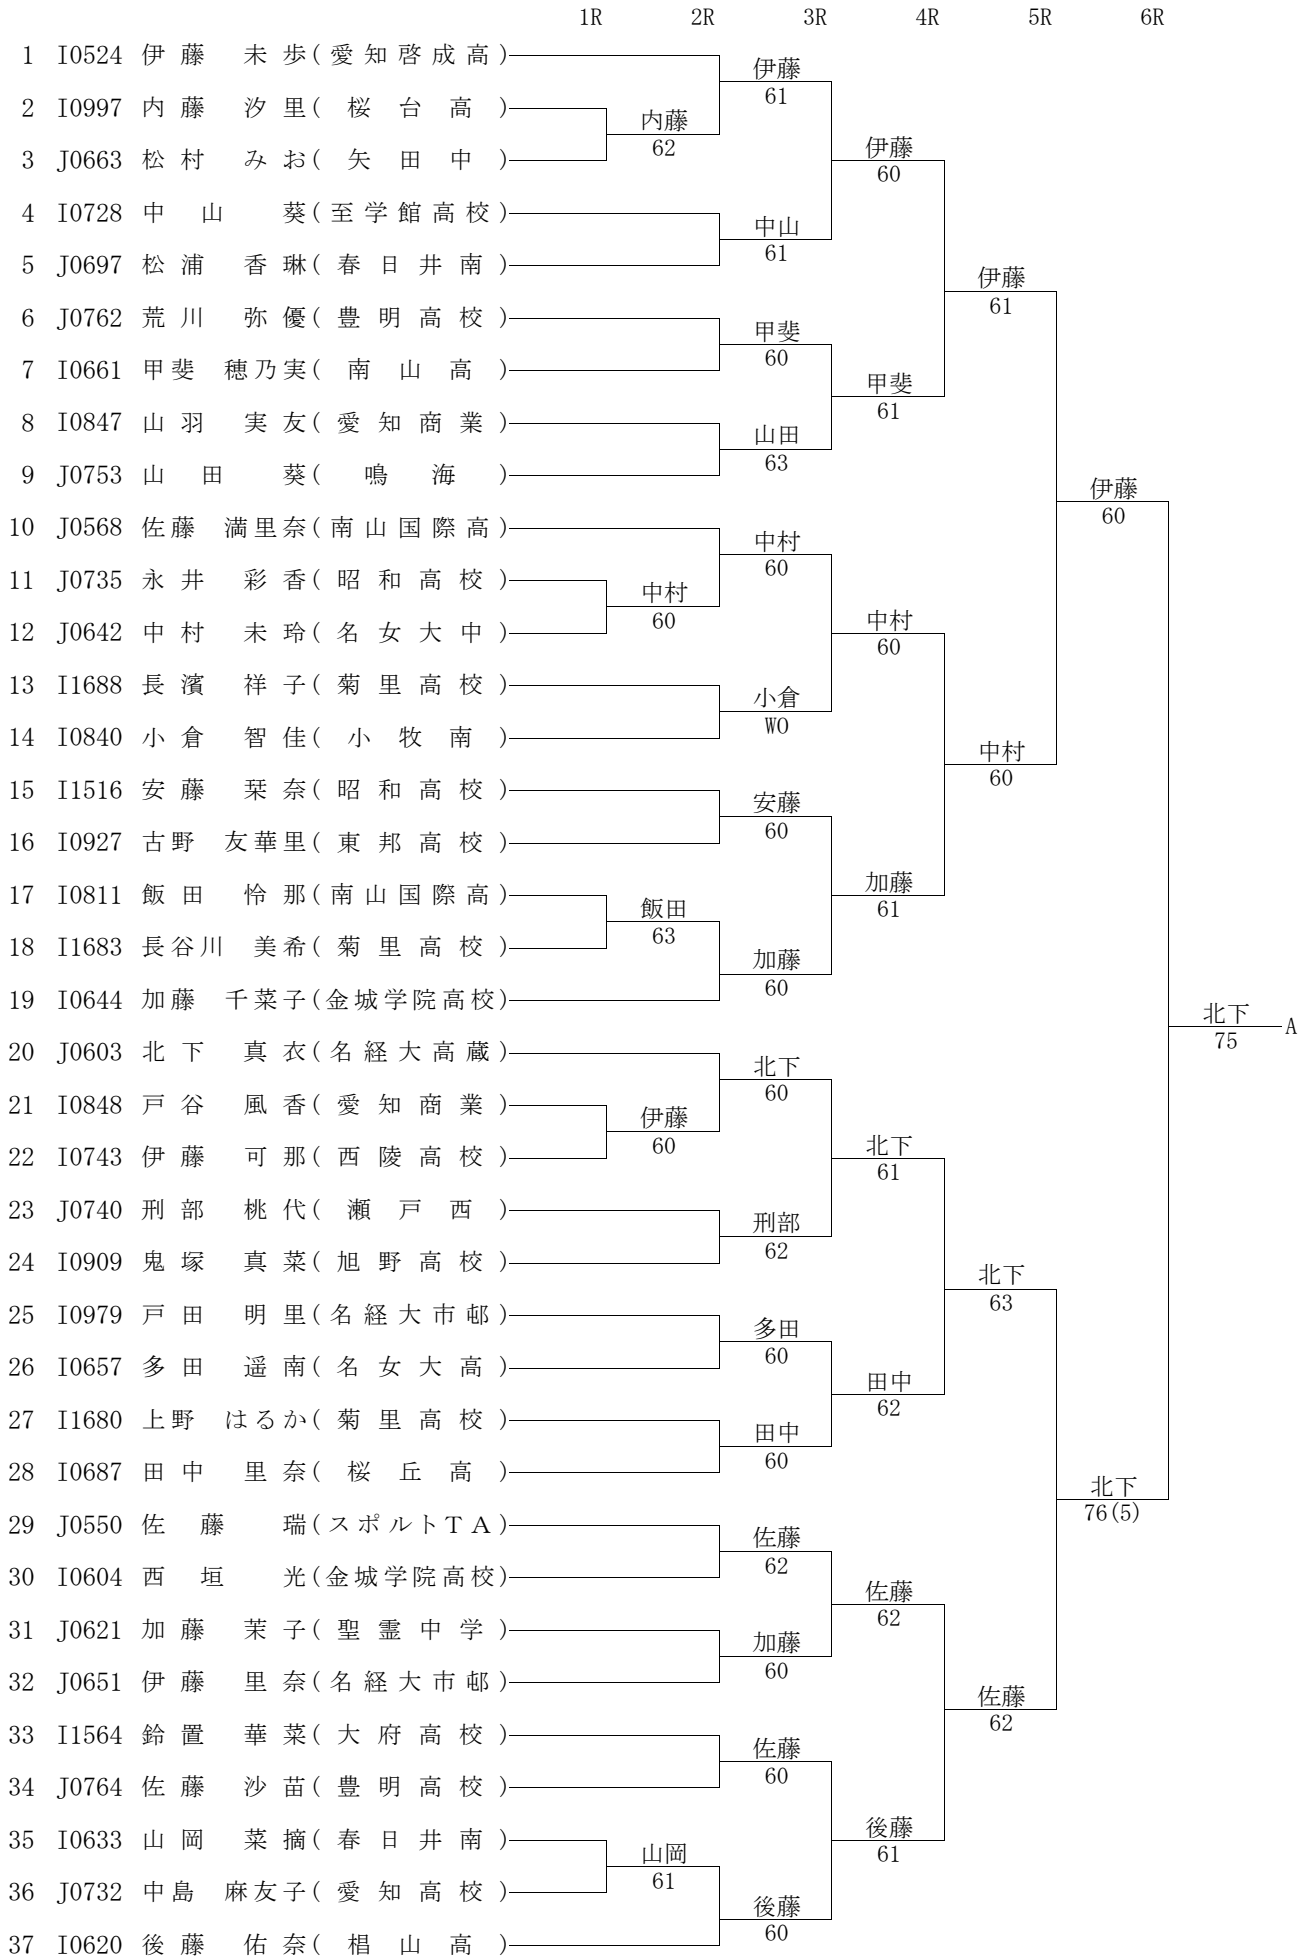 1R 2R 3R 4R 5R 6R
1 I0524 伊藤 未歩(愛知啓成高)
伊藤
61
2 I0997 内藤 汐里(桜台高)
内藤
62
3 J0663 松村 みお(矢田中)
伊藤
60
4 I0728 中山 葵(至学館高校)
中山
61
5 J0697 松浦 香琳(春日井南)
伊藤
61
6 J0762 荒川 弥優(豊明高校)
甲斐
60
7 I0661 甲斐 穂乃実(南山高)
甲斐
61
8 I0847 山羽 実友(愛知商業)
山田
63
9 J0753 山田 葵(鳴海)
伊藤
60
10 J0568 佐藤 満里奈(南山国際高)
中村
60
11 J0735 永井 彩香(昭和高校)
中村
60
12 J0642 中村 未玲(名女大中)
中村
60
13 I1688 長濱 祥子(菊里高校)
小倉
WO
14 I0840 小倉 智佳(小牧南)
中村
60
15 I1516 安藤 栞奈(昭和高校)
安藤
60
16 I0927 古野 友華里(東邦高校)
加藤
61
17 I0811 飯田 怜那(南山国際高)
飯田
63
18 I1683 長谷川 美希(菊里高校)
加藤
60
19 I0644 加藤 千菜子(金城学院高校)
北下
75
A
20 J0603 北下 真衣(名経大高蔵)
北下
60
21 I0848 戸谷 風香(愛知商業)
伊藤
60
22 I0743 伊藤 可那(西陵高校)
北下
61
23 J0740 刑部 桃代(瀬戸西)
刑部
62
24 I0909 鬼塚 真菜(旭野高校)
北下
63
25 I0979 戸田 明里(名経大市邨)
多田
60
26 I0657 多田 遥南(名女大高)
田中
62
27 I1680 上野 はるか(菊里高校)
田中
60
28 I0687 田中 里奈(桜丘高)
北下
76(5)
29 J0550 佐藤 瑞(スポルトTA)
佐藤
62
30 I0604 西垣 光(金城学院高校)
佐藤
62
31 J0621 加藤 茉子(聖霊中学)
加藤
60
32 J0651 伊藤 里奈(名経大市邨)
佐藤
62
33 I1564 鈴置 華菜(大府高校)
佐藤
60
34 J0764 佐藤 沙苗(豊明高校)
後藤
61
35 I0633 山岡 菜摘(春日井南)
山岡
61
36 J0732 中島 麻友子(愛知高校)
後藤
60
37 I0620 後藤 佑奈(椙山高)